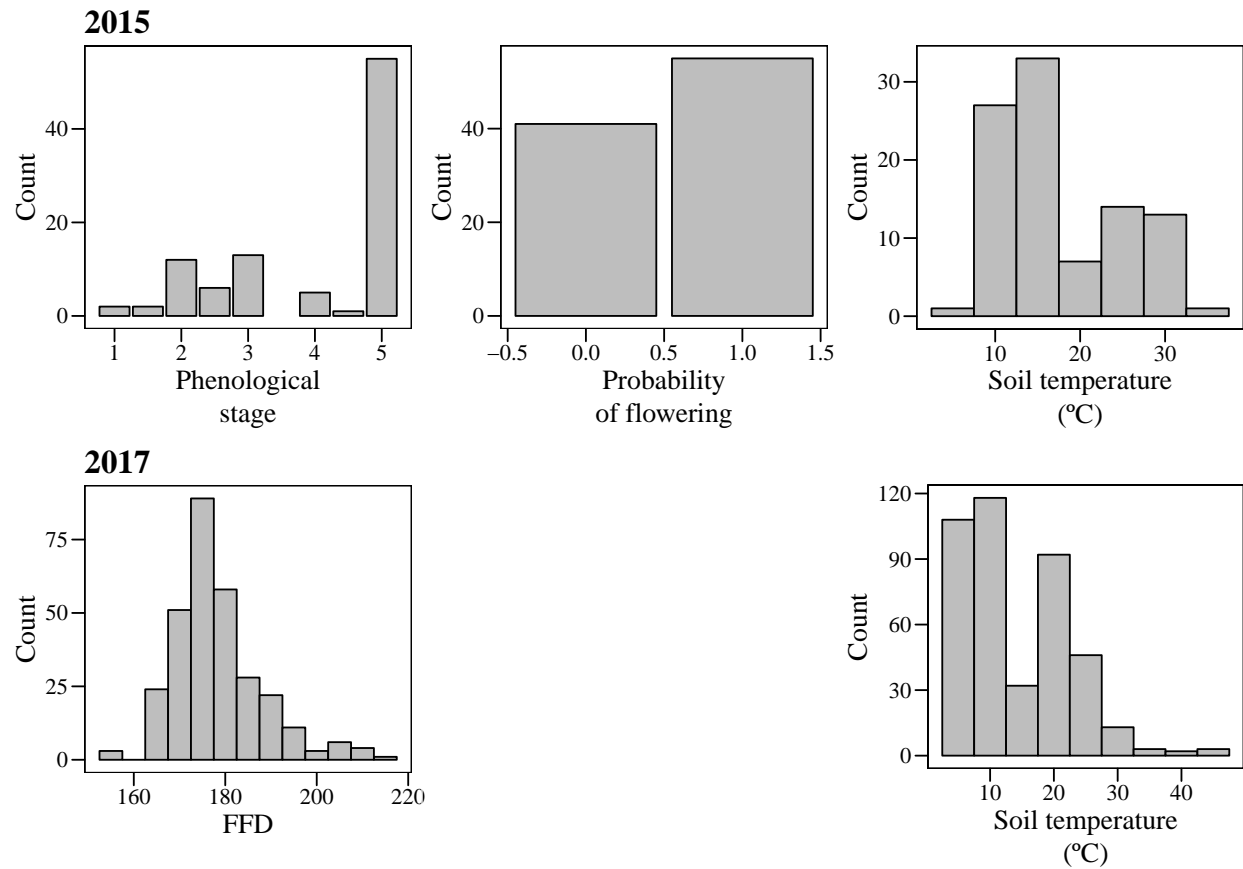 2015
Count
40
20
0
1 2 3 4 5
Phenological
stage
Count
40
20
0
−0.5 0.0 0.5 1.0 1.5
Probability
of flowering
Count
30
20
10
0
10 20 30
Soil temperature
(ºC)
2017
Count
75
50
25
0
160 180 200 220
FFD
Count
120
90
60
30
0
10 20 30 40
Soil temperature
(ºC)